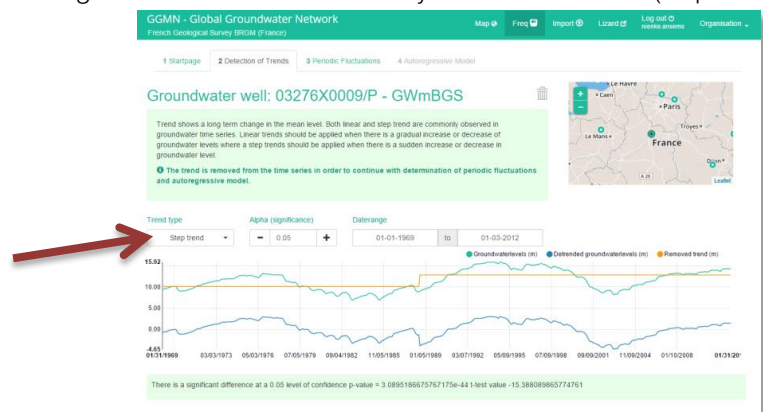 GGMN - Global Groundwater Network
French Geological Survey BRGM (France)
Map
Freq
Import
Lizard
Log out
nienke ansems
Organisation
1 Startpage
2 Detection of Trends
3 Periodic Fluctuations
4 Autoregressive Model
Groundwater well: 03276X0009/P - GWmBGS
Trend shows a long term change in the mean level. Both linear and step trend are commonly observed in
groundwater time series. Linear trends should be applied when there is a gradual increase or decrease of
groundwater levels where a step trends should be applied when there is a sudden increase or decrease in
groundwater level.
The trend is removed from the time series in order to continue with determination of periodic fluctuations
and autoregressive model.
+
−
Le Havre
Caen
Paris
Le Mans
Troyes
France
Dijon
A 20
Leaflet
Trend type
Alpha (significance)
Daterange
Step trend
- 0.05 +
01-01-1969 to 01-03-2012
Groundwaterlevels (m) Detrended groundwaterlevels (m) Removed trend (m)
15.92
10.00
5.00
0.00
-4.65
01/31/1969 03/03/1973 05/03/1976 07/05/1979 09/04/1982 11/05/1985 01/05/1989 03/07/1992 05/09/1995 07/09/1998 09/09/2001 11/09/2004 01/10/2008 01/31/20
There is a significant difference at a 0.05 level of confidence p-value = 3.0895186675767175e-44 t-test value -15.388089865774761